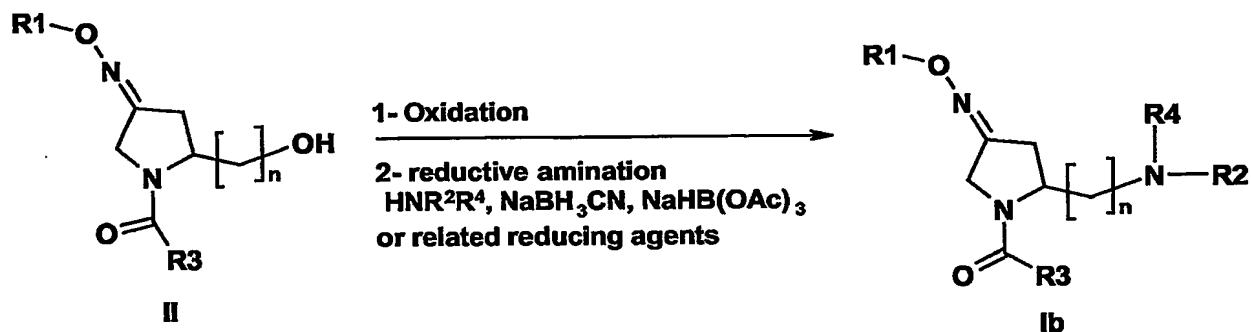 R1
O
N
1- Oxidation
OH
n
2- reductive amination
HNR²R⁴, NaBH₃CN, NaHB(OAc)₃
or related reducing agents
N
O
R3
II
R1
O
N
R4
N
R2
n
N
O
R3
Ib